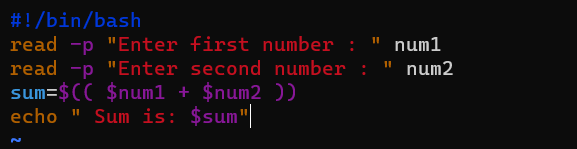 #!/bin/bash
read -p "Enter first number : " num1
read -p "Enter second number : " num2
sum=$(( $num1 + $num2 ))
echo " Sum is: $sum"
~